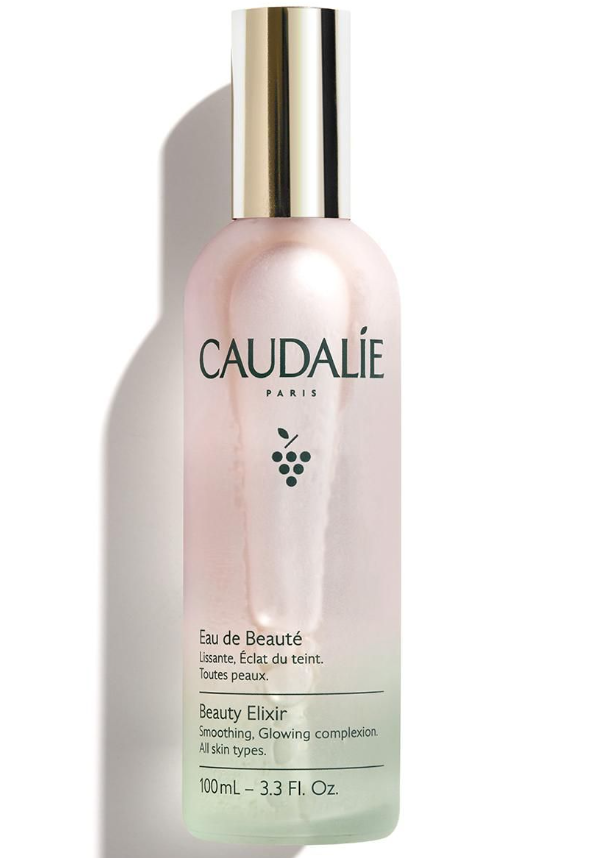 CAUDALÍE
PARIS
Eau de Beauté
Lissante, Éclat du teint.
Toutes peaux.
Beauty Elixir
Smoothing, Glowing complexion.
All skin types.
100mL – 3.3 Fl. Oz.